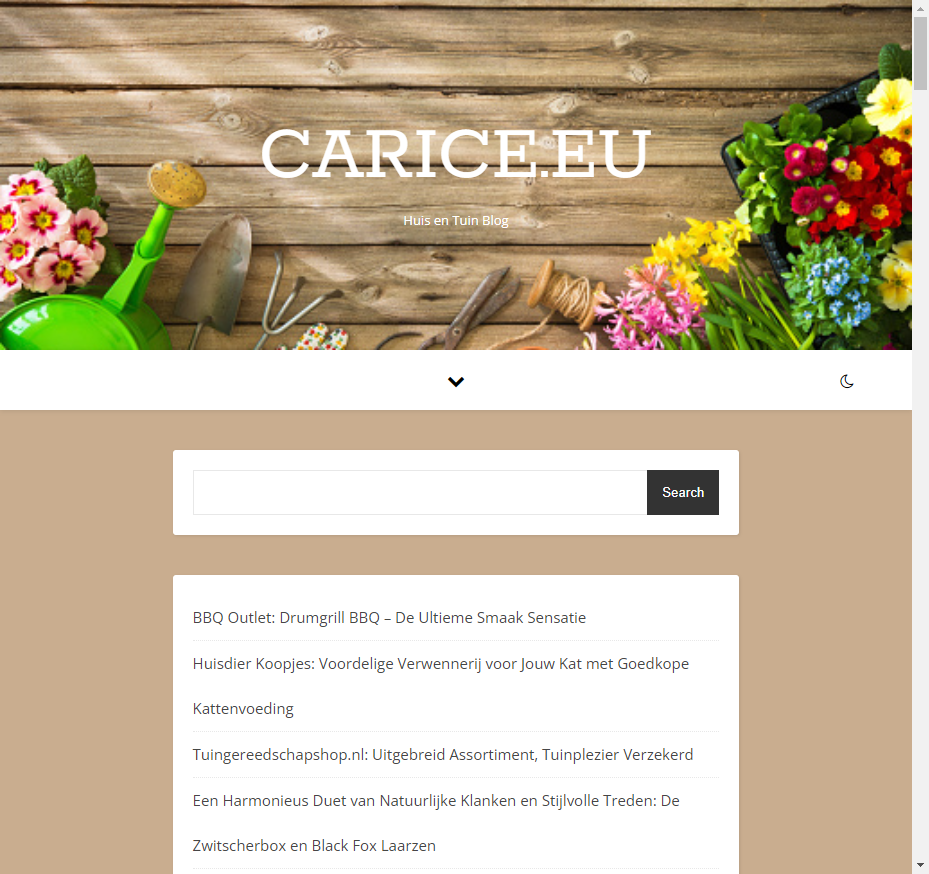 CARICE.EU
Huis en Tuin Blog
Search
BBQ Outlet: Drumgrill BBQ – De Ultieme Smaak Sensatie
Huisdier Koopjes: Voordelige Verwennerij voor Jouw Kat met Goedkope
Kattenvoeding
Tuingereedschapshop.nl: Uitgebreid Assortiment, Tuinplezier Verzekerd
Een Harmonieus Duet van Natuurlijke Klanken en Stijlvolle Treden: De
Zwitscherbox en Black Fox Laarzen